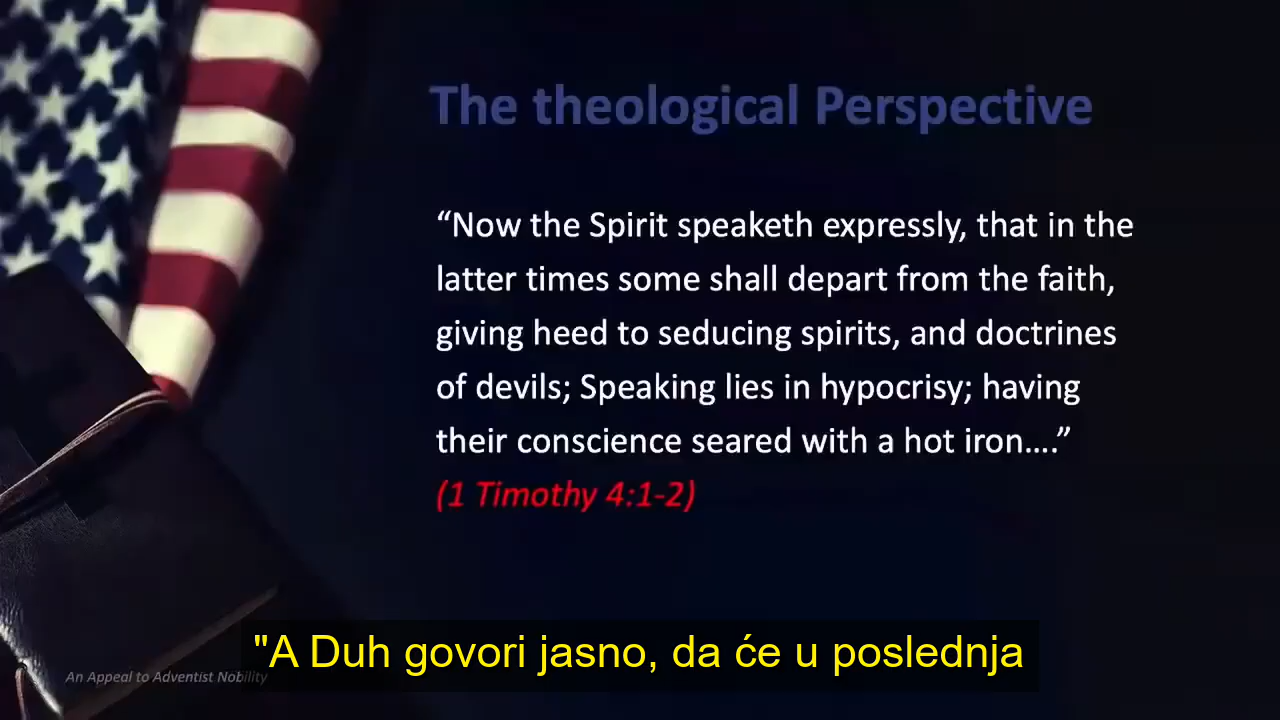 The theological Perspective
“Now the Spirit speaketh expressly, that in the
latter times some shall depart from the faith,
giving heed to seducing spirits, and doctrines
of devils; Speaking lies in hypocrisy; having
their conscience seared with a hot iron….”
(1 Timothy 4:1-2)
"A Duh govori jasno, da će u poslednja
An Appeal to Adventist Nobility